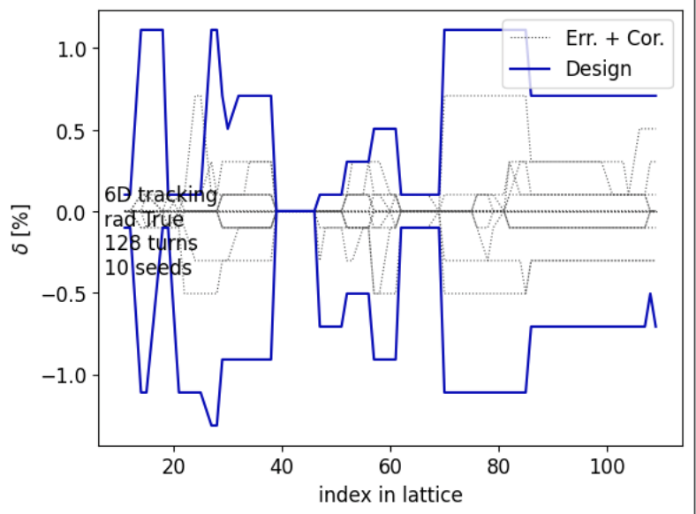 1.0
0.5
0.0
−0.5
−1.0
δ [%]
Err. + Cor.
Design
6D tracking
rad True
128 turns
10 seeds
20
40
60
80
100
index in lattice